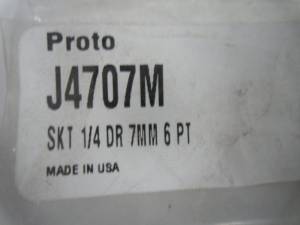 Proto
J4707M
SKT 1/4 DR 7MM 6 PT
MADE IN USA